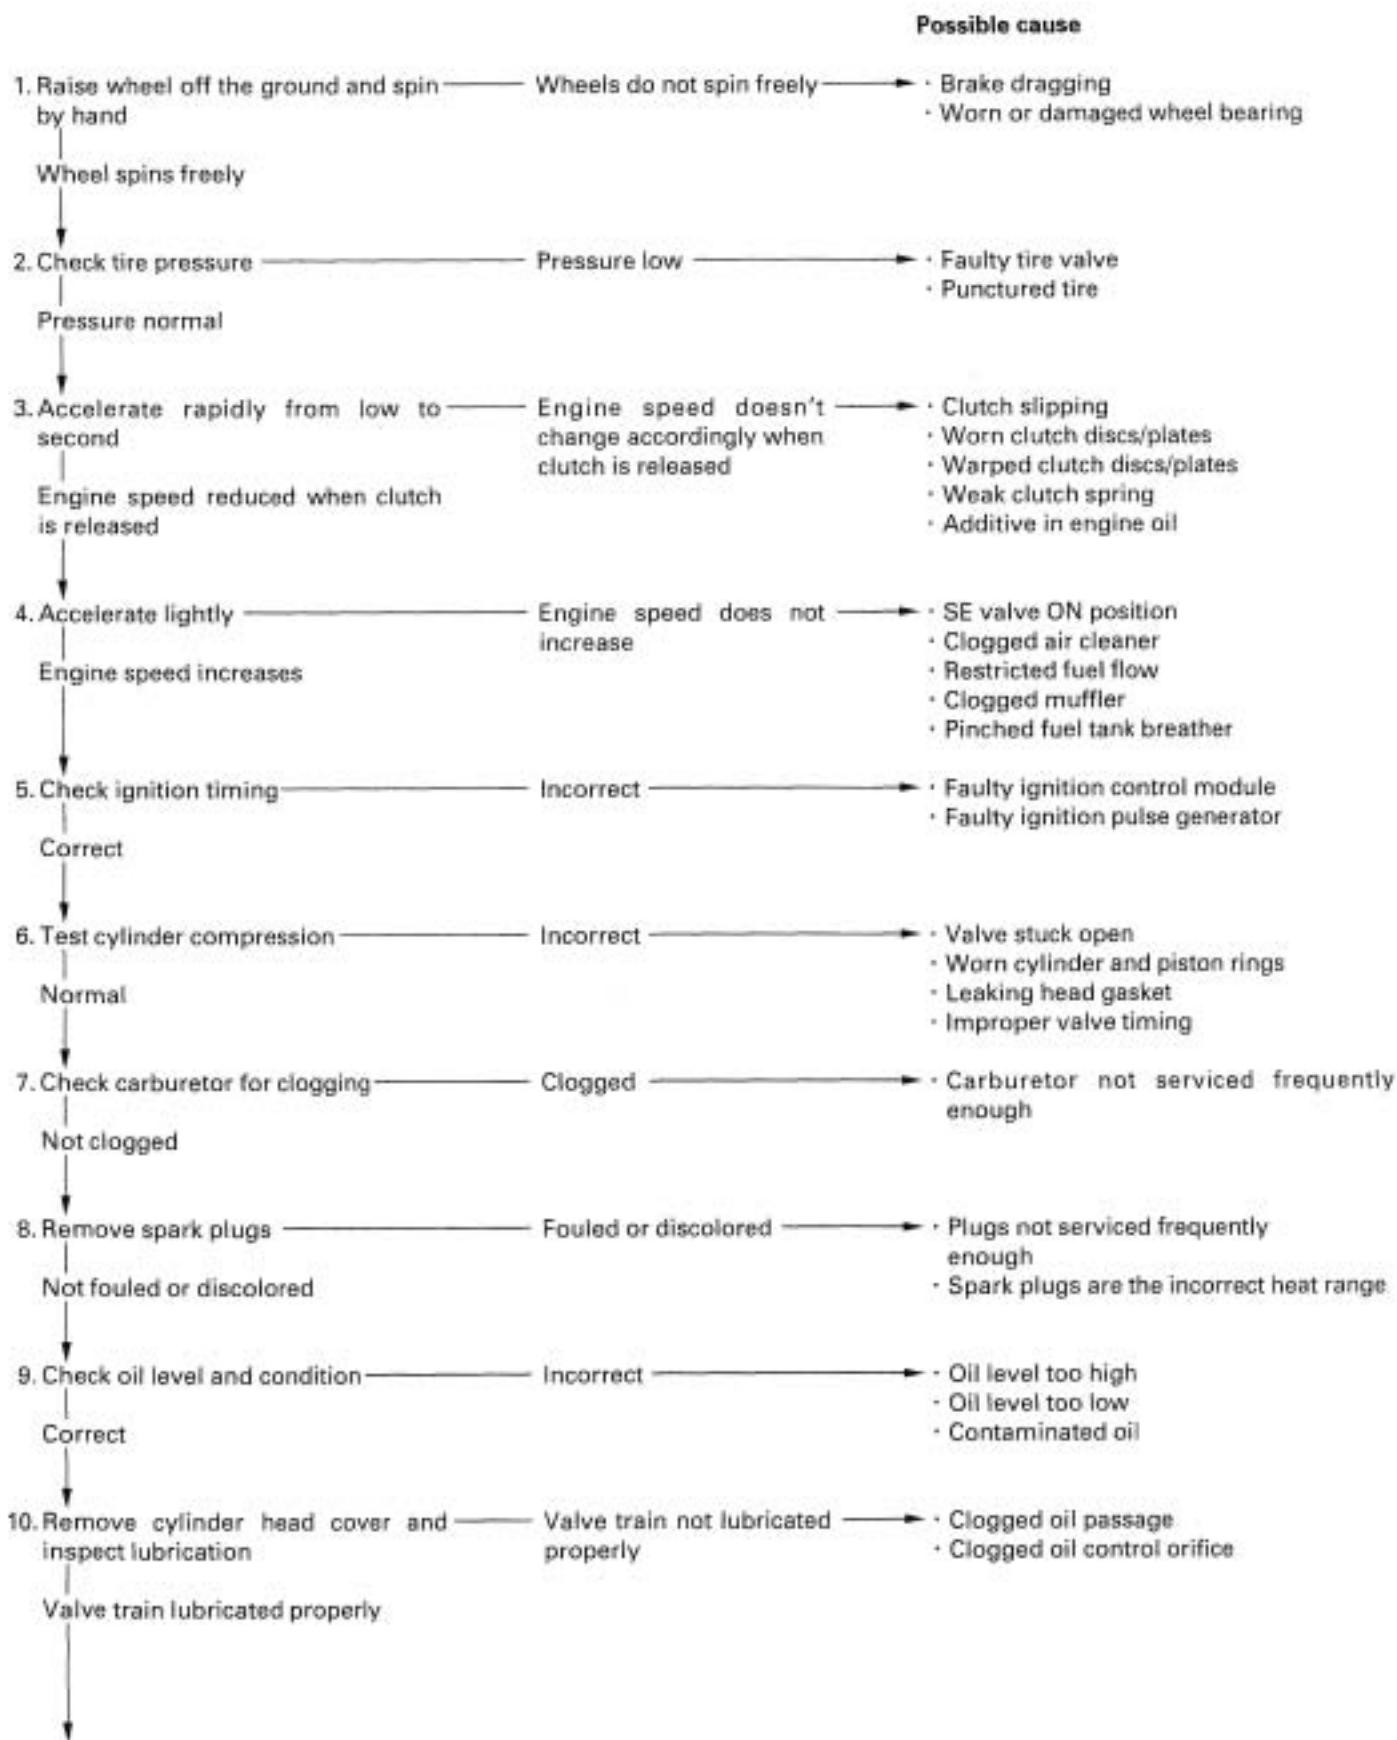 Possible cause
1. Raise wheel off the ground and spin
by hand
Wheels do not spin freely
· Brake dragging
· Worn or damaged wheel bearing
Wheel spins freely
2. Check tire pressure
Pressure low
· Faulty tire valve
· Punctured tire
Pressure normal
3. Accelerate rapidly from low to
second
Engine speed doesn't
change accordingly when
clutch is released
· Clutch slipping
· Worn clutch discs/plates
· Warped clutch discs/plates
· Weak clutch spring
· Additive in engine oil
Engine speed reduced when clutch
is released
4. Accelerate lightly
Engine speed does not
increase
· SE valve ON position
· Clogged air cleaner
· Restricted fuel flow
· Clogged muffler
· Pinched fuel tank breather
Engine speed increases
5. Check ignition timing
Incorrect
· Faulty ignition control module
· Faulty ignition pulse generator
Correct
6. Test cylinder compression
Incorrect
· Valve stuck open
· Worn cylinder and piston rings
· Leaking head gasket
· Improper valve timing
Normal
7. Check carburetor for clogging
Clogged
· Carburetor not serviced frequently
enough
Not clogged
8. Remove spark plugs
Fouled or discolored
· Plugs not serviced frequently
enough
· Spark plugs are the incorrect heat range
Not fouled or discolored
9. Check oil level and condition
Incorrect
· Oil level too high
· Oil level too low
· Contaminated oil
Correct
10. Remove cylinder head cover and
inspect lubrication
Valve train not lubricated
properly
· Clogged oil passage
· Clogged oil control orifice
Valve train lubricated properly